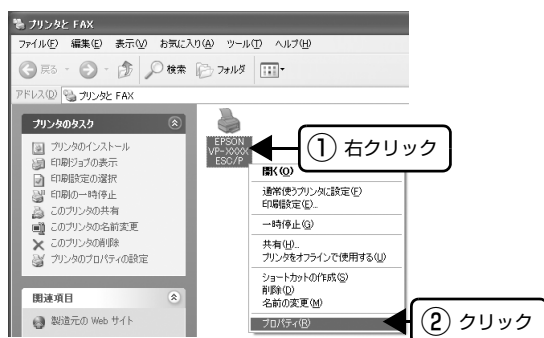 プリンタと FAX
ファイル(F) 編集(E) 表示(V) お気に入り(A) ツール(T) ヘルプ(H)
戻る 検索 フォルダ
アドレス(D) プリンタと FAX
プリンタのタスク
プリンタのインストール
印刷ジョブの表示
印刷設定の選択
印刷の一時停止
このプリンタの共有
このプリンタの名前変更
このプリンタの削除
プリンタのプロパティの設定
関連項目
製造元の Web サイト
EPSON
VP-XXXX
ESC/P
① 右クリック
開く(O)
通常使うプリンタに設定(F)
印刷設定(E)...
一時停止(G)
共有(H)...
プリンタをオフラインで使用する(U)
ショートカットの作成(S)
削除(D)
名前の変更(M)
プロパティ(R)
② クリック